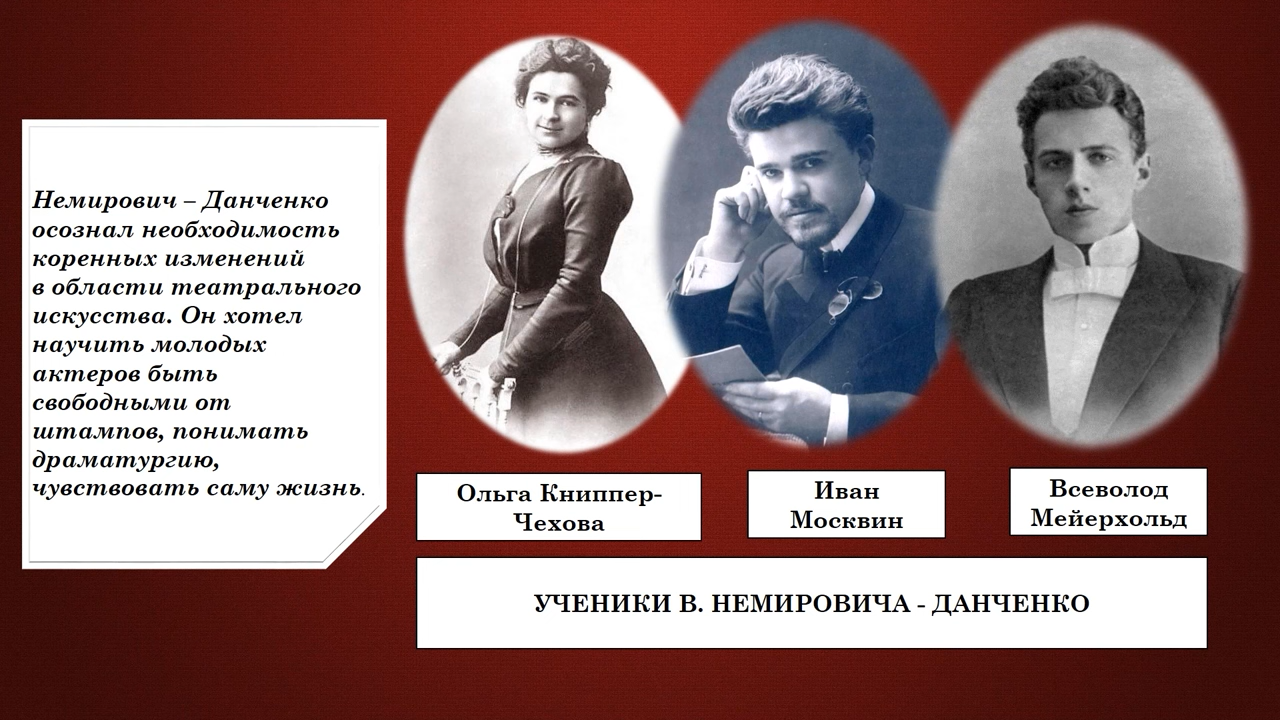 Немирович – Данченко
осознал необходимость
коренных изменений
в области театрального
искусства. Он хотел
научить молодых
актеров быть
свободными от
штампов, понимать
драматургию,
чувствовать саму жизнь.
Ольга Книппер-
Чехова
Иван
Москвин
Всеволод
Мейерхольд
УЧЕНИКИ В. НЕМИРОВИЧА - ДАНЧЕНКО